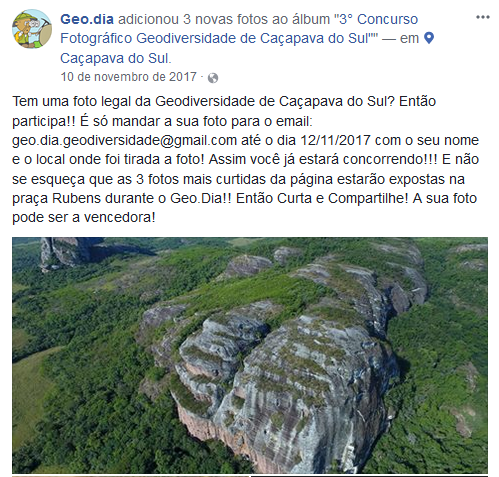 Geo.dia adicionou 3 novas fotos ao álbum "3° Concurso
Fotográfico Geodiversidade de Caçapava do Sul"" — em
Caçapava do Sul.
10 de novembro de 2017 ·
Tem uma foto legal da Geodiversidade de Caçapava do Sul? Então
participa!! É só mandar a sua foto para o email:
geo.dia.geodiversidade@gmail.com até o dia 12/11/2017 com o seu nome
e o local onde foi tirada a foto! Assim você já estará concorrendo!!! E não
se esqueça que as 3 fotos mais curtidas da página estarão expostas na
praça Rubens durante o Geo.Dia!! Então Curta e Compartilhe! A sua foto
pode ser a vencedora!